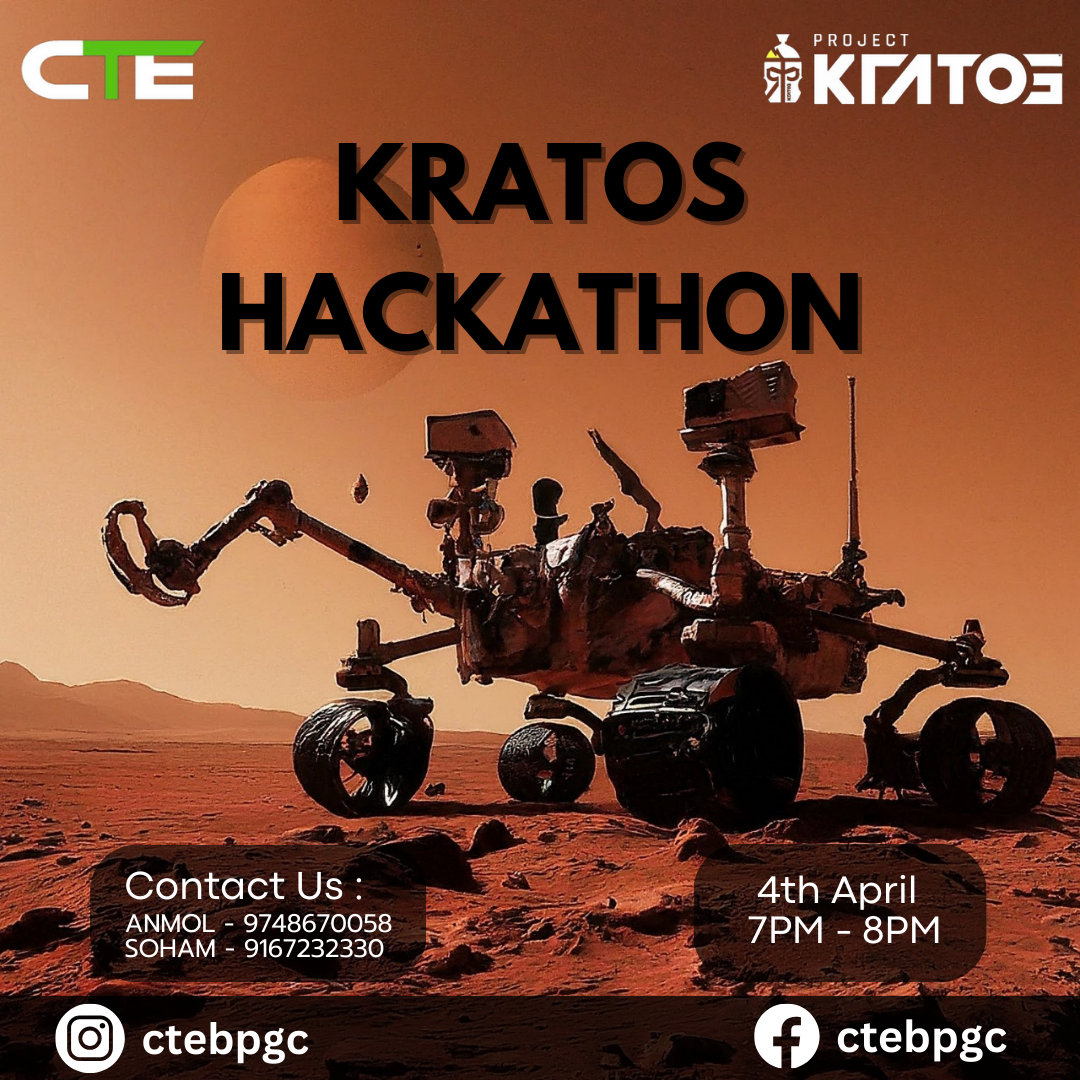 CTE
PROJECT
KRATOS
KRATOS
HACKATHON
Contact Us :
ANMOL - 9748670058
SOHAM - 9167232330
4th April
7PM - 8PM
ctebpgc
ctebpgc